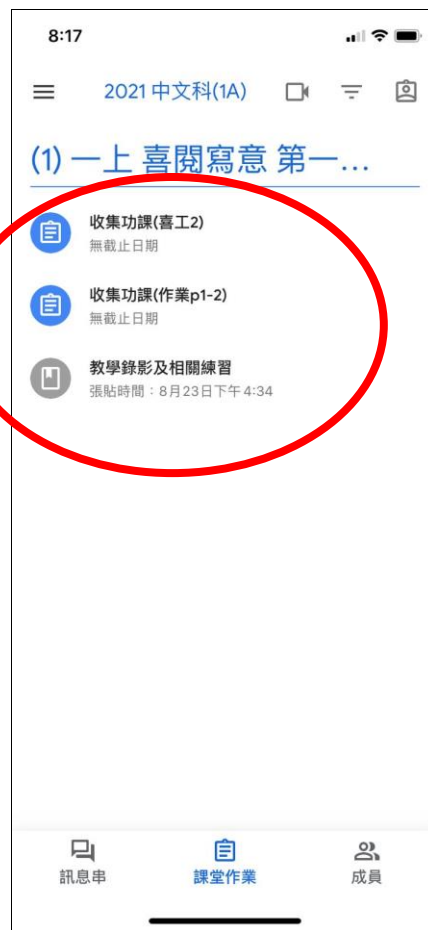 8:17
2021 中文科(1A)
(1) 一上 喜閱寫意 第一…
收集功課(喜工2)
無截止日期
收集功課(作業p1-2)
無截止日期
教學錄影及相關練習
張貼時間：8月23日下午 4:34
訊息串
課堂作業
成員